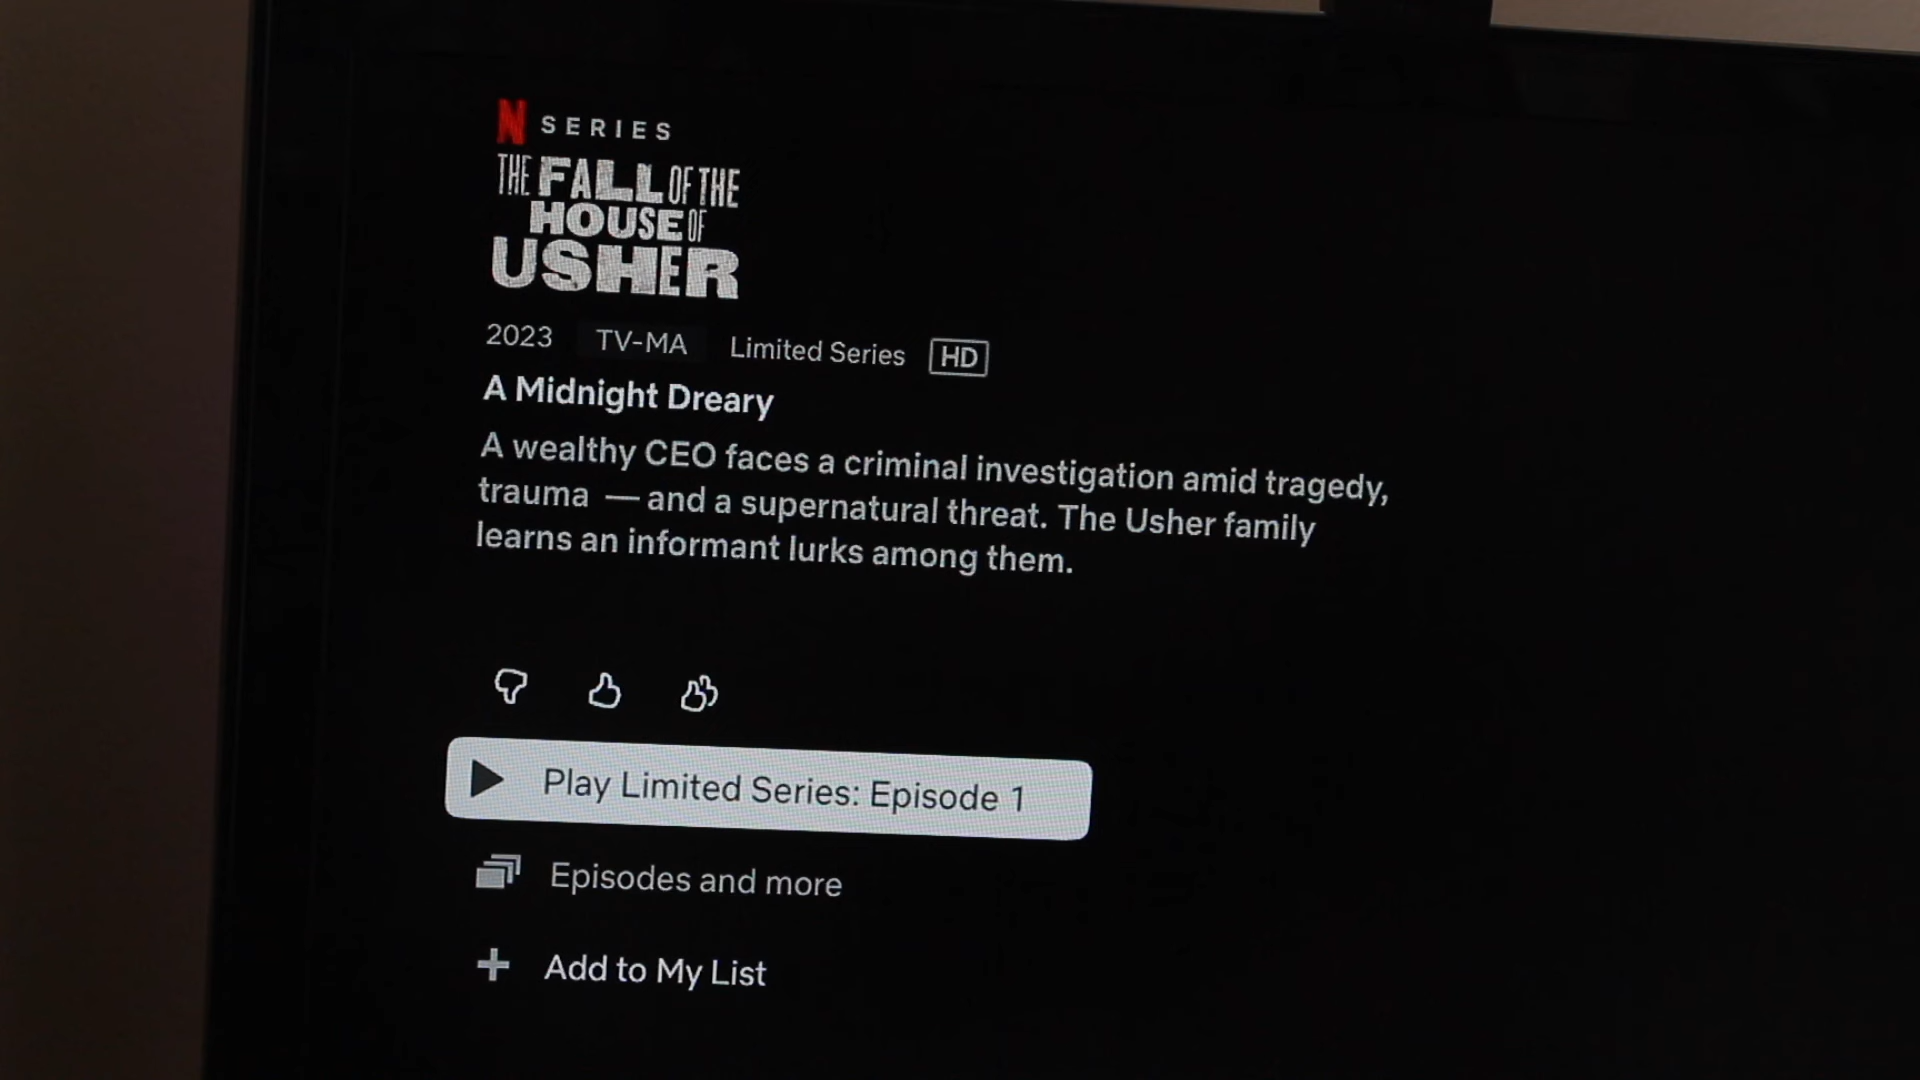 N SERIES
THE FALL OF THE
HOUSE OF
USHER
2023 TV-MA Limited Series HD
A Midnight Dreary
A wealthy CEO faces a criminal investigation amid tragedy,
trauma — and a supernatural threat. The Usher family
learns an informant lurks among them.
Play Limited Series: Episode 1
Episodes and more
Add to My List